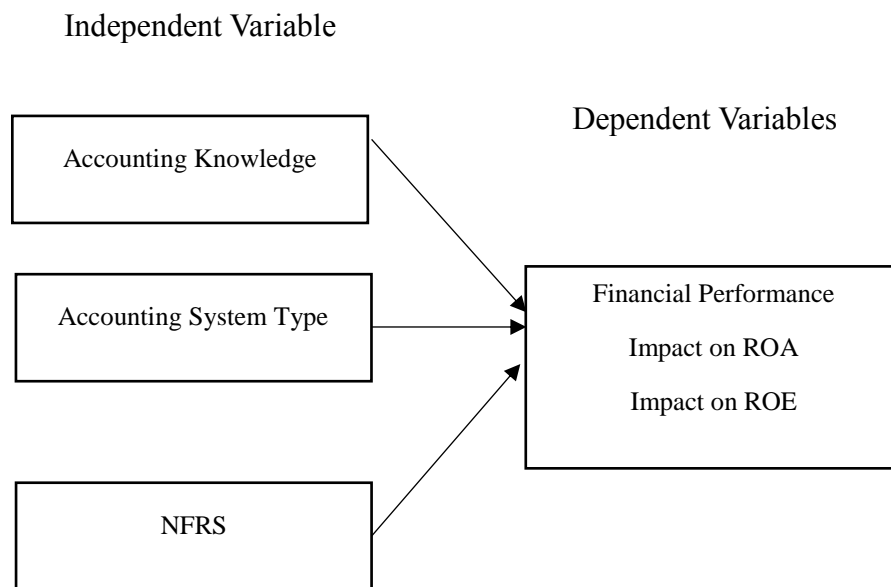 Independent Variable
Dependent Variables
Accounting Knowledge
Accounting System Type
NFRS
Financial Performance
Impact on ROA
Impact on ROE